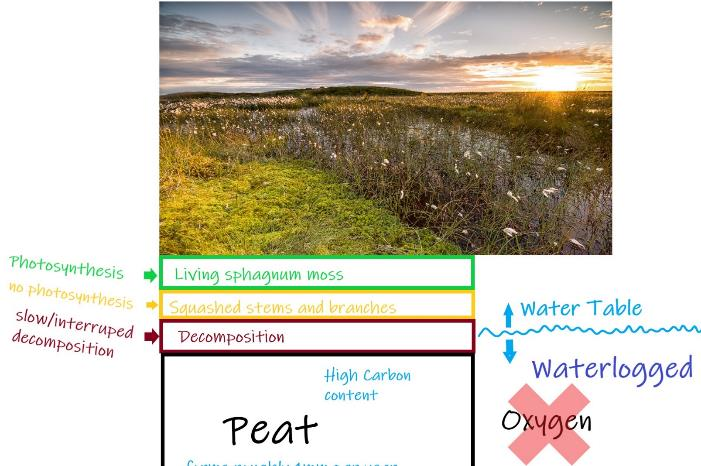 Photosynthesis
Living sphagnum moss
no photosynthesis
Squashed stems and branches
slow/interruped
decomposition
Decomposition
Water Table
Waterlogged
Oxygen
High Carbon
content
Peat